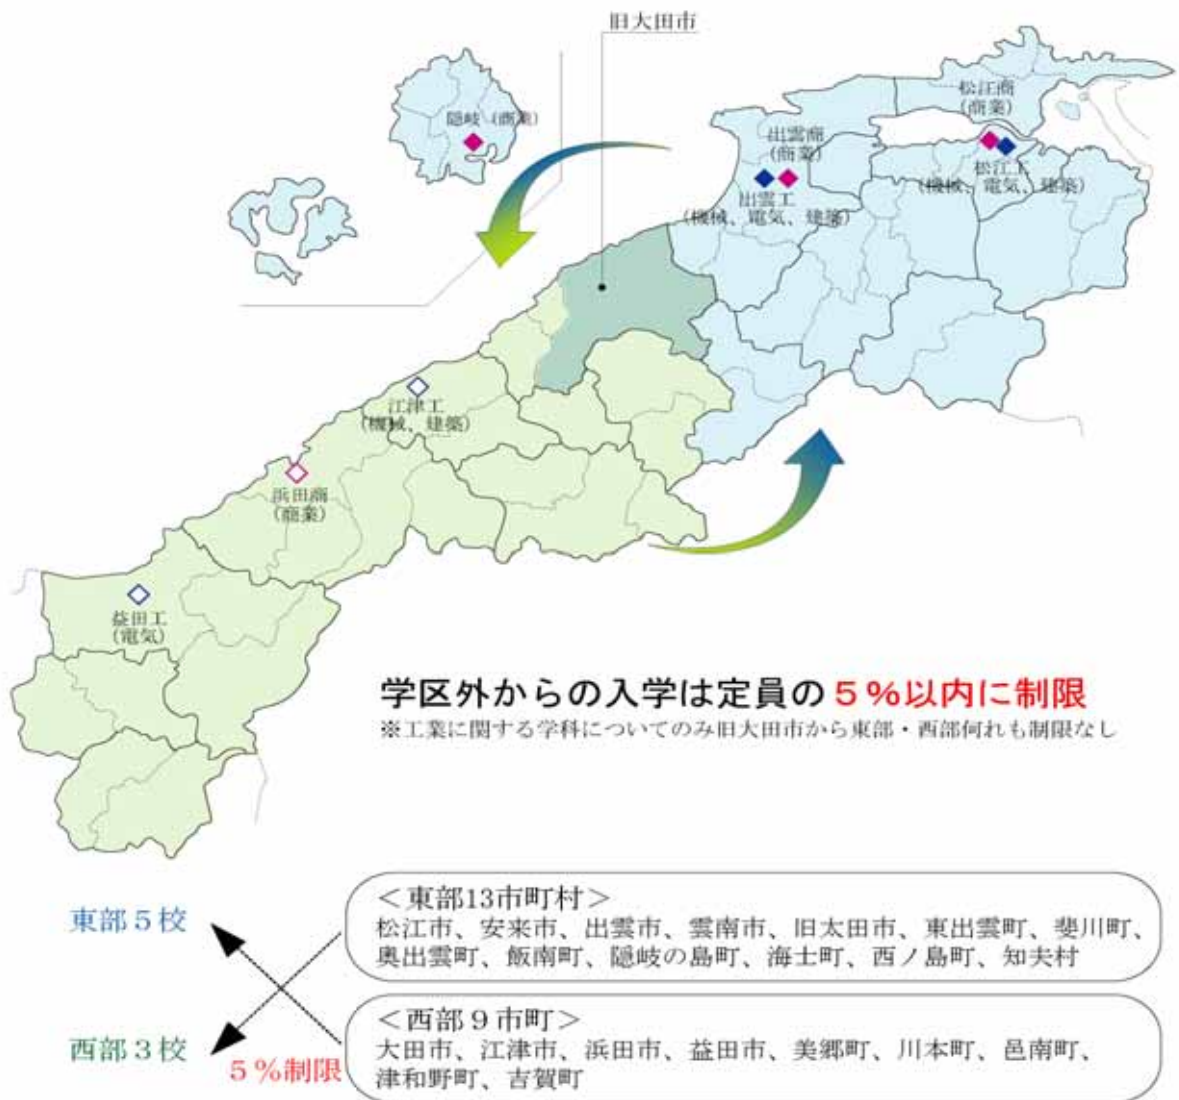 旧大田市
隠岐（商業）
松江商
（商業）
出雲商
（商業）
松江工
（機械、電気、建築）
出雲工
（機械、電気、建築）
江津工
（機械、建築）
浜田商
（商業）
益田工
（電気）
学区外からの入学は定員の５％以内に制限
※工業に関する学科についてのみ旧大田市から東部・西部何れも制限なし
東部５校
＜東部13市町村＞
松江市、安来市、出雲市、雲南市、旧太田市、東出雲町、斐川町、
奥出雲町、飯南町、隠岐の島町、海士町、西ノ島町、知夫村
西部３校
５％制限
＜西部９市町＞
大田市、江津市、浜田市、益田市、美郷町、川本町、邑南町、
津和野町、吉賀町